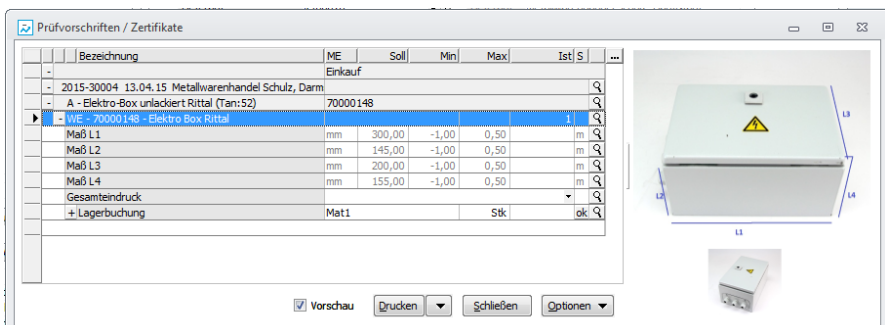 Prüfvorschriften / Zertifikate
Bezeichnung ME Soll Min Max Ist S ...
- Einkauf
- 2015-30004 13.04.15 Metallwarenhandel Schulz, Darm
- A - Elektro-Box unlackiert Rittal (Tan:52) 70000148
- WE - 70000148 - Elektro Box Rittal 1
Maß L1 mm 300,00 -1,00 0,50 m
Maß L2 mm 145,00 -1,00 0,50 m
Maß L3 mm 200,00 -1,00 0,50 m
Maß L4 mm 155,00 -1,00 0,50 m
Gesamteindruck
+ Lagerbuchung Mat1 Stk ok
L3
L2
L4
L1
Vorschau Drucken Schließen Optionen